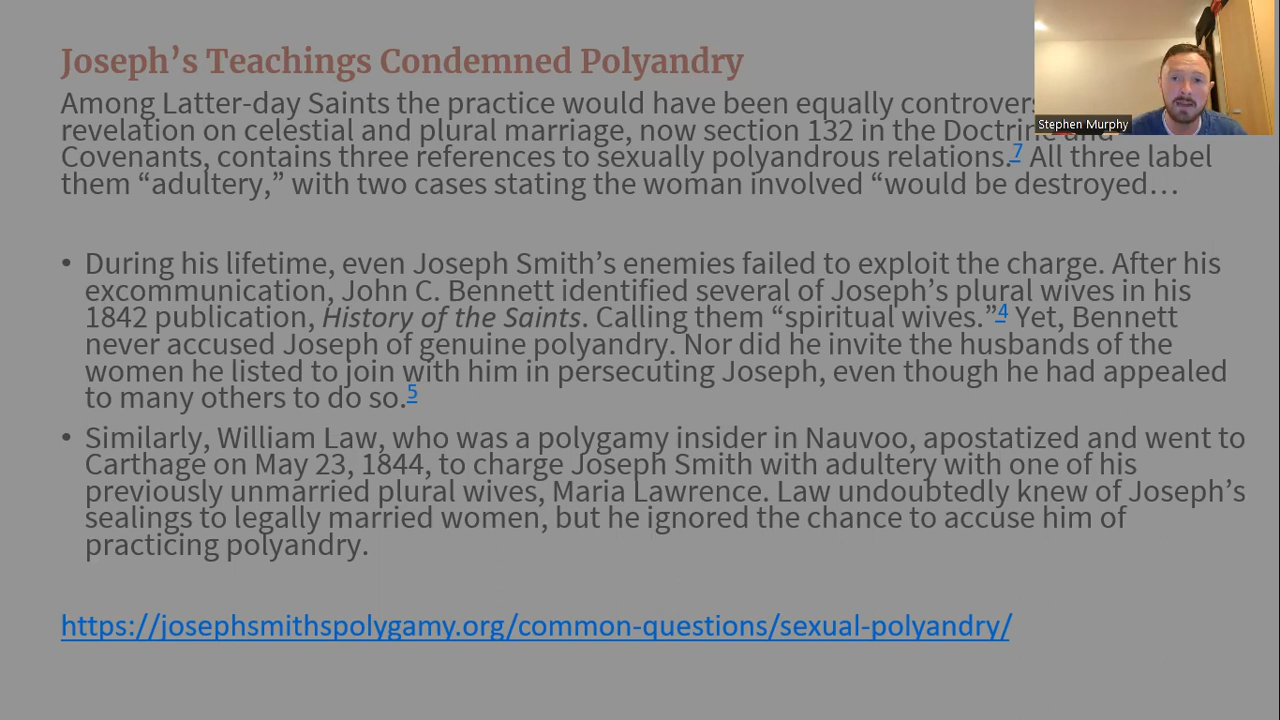 Joseph’s Teachings Condemned Polyandry
Among Latter-day Saints the practice would have been equally
Stephen Murphy
revelation on celestial and plural marriage, now section 132 in the Doctrine and
Covenants, contains three references to sexually polyandrous relations.7 All three label
them “adultery,” with two cases stating the woman involved “would be destroyed…
• During his lifetime, even Joseph Smith’s enemies failed to exploit the charge. After his
excommunication, John C. Bennett identified several of Joseph’s plural wives in his
1842 publication, History of the Saints. Calling them “spiritual wives.”4 Yet, Bennett
never accused Joseph of genuine polyandry. Nor did he invite the husbands of the
women he listed to join with him in persecuting Joseph, even though he had appealed
to many others to do so.5
• Similarly, William Law, who was a polygamy insider in Nauvoo, apostatized and went to
Carthage on May 23, 1844, to charge Joseph Smith with adultery with one of his
previously unmarried plural wives, Maria Lawrence. Law undoubtedly knew of Joseph’s
sealings to legally married women, but he ignored the chance to accuse him of
practicing polyandry.
https://josephsmithspolygamy.org/common-questions/sexual-polyandry/